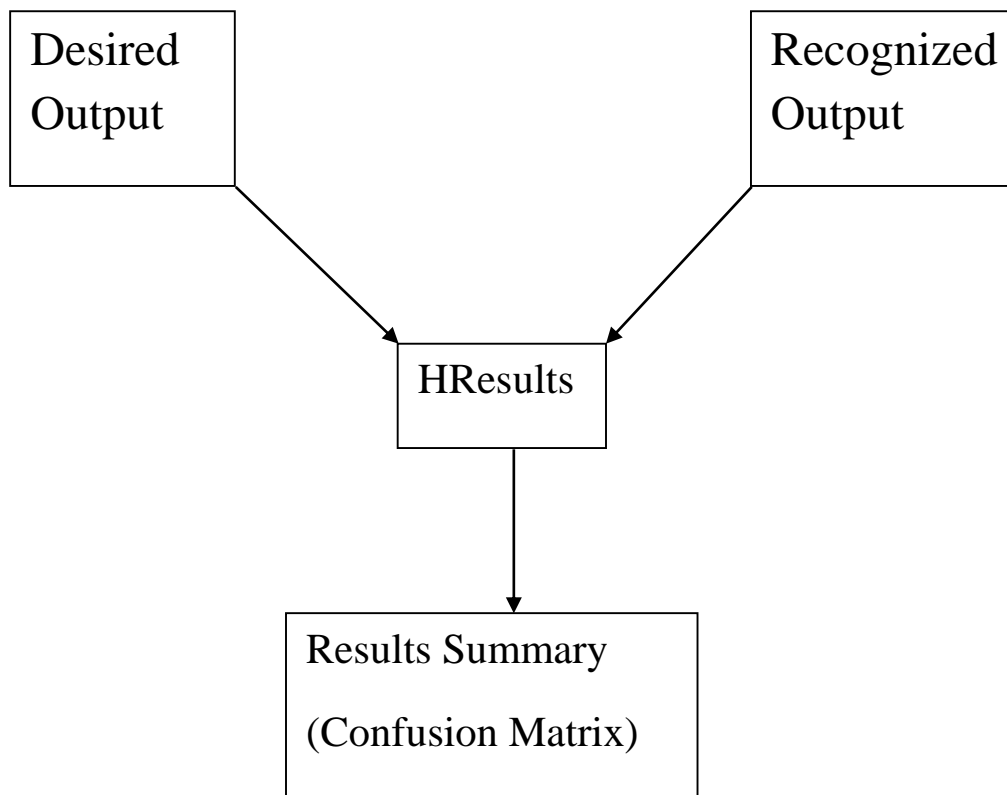 Desired
Output
Recognized
Output
HResults
Results Summary
(Confusion Matrix)